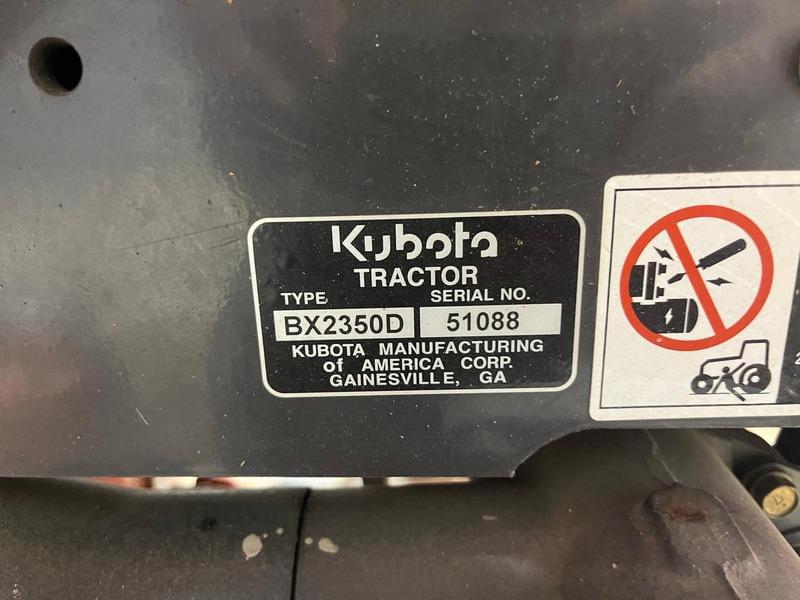 Kubota
TRACTOR
TYPE SERIAL NO.
BX2350D 51088
KUBOTA MANUFACTURING
of AMERICA CORP.
GAINESVILLE, GA